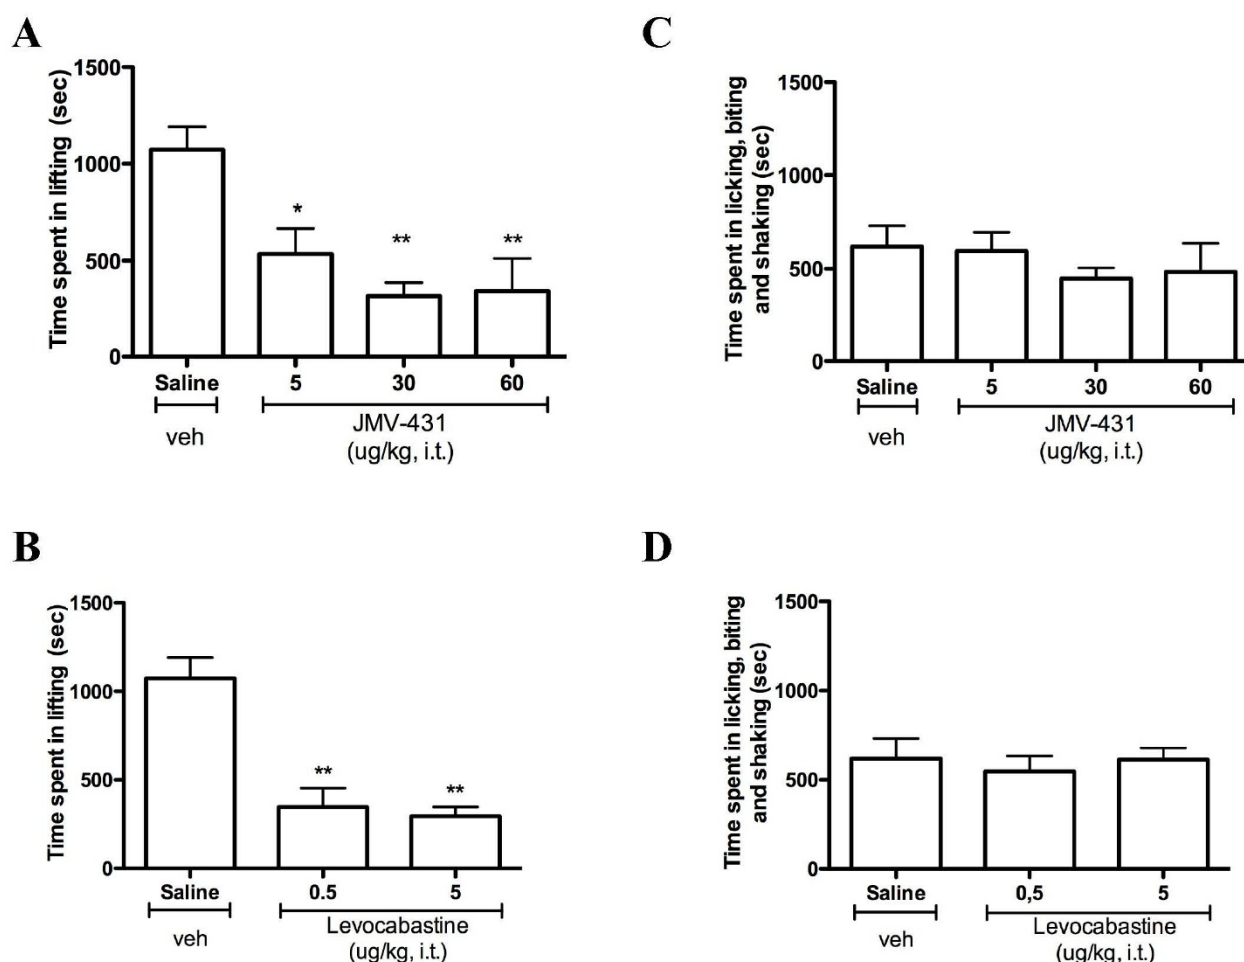 A
Time spent in lifting (sec)
1500
1000
500
0
*
**
**
Saline 5 30 60
veh
JMV-431
(ug/kg, i.t.)
C
Time spent in licking, biting
and shaking (sec)
1500
1000
500
0
Saline 5 30 60
veh
JMV-431
(ug/kg, i.t.)
B
Time spent in lifting (sec)
1500
1000
500
0
**
**
Saline 0.5 5
veh
Levocabastine
(ug/kg, i.t.)
D
Time spent in licking, biting
and shaking (sec)
1500
1000
500
0
Saline 0,5 5
veh
Levocabastine
(ug/kg, i.t.)